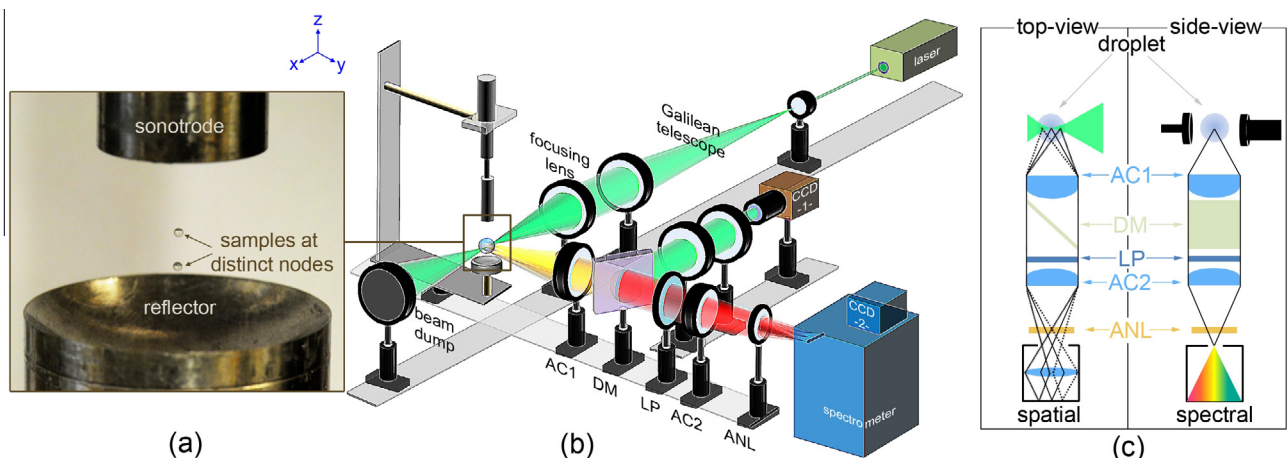 z
x
y
sonotrode
samples at
distinct nodes
reflector
(a)
laser
Galilean
telescope
focusing
lens
CCD
-1-
beam
dump
CCD
-2-
spectrometer
AC1
DM
LP
AC2
ANL
(b)
top-view
side-view
droplet
AC1
DM
LP
AC2
ANL
spatial
spectral
(c)